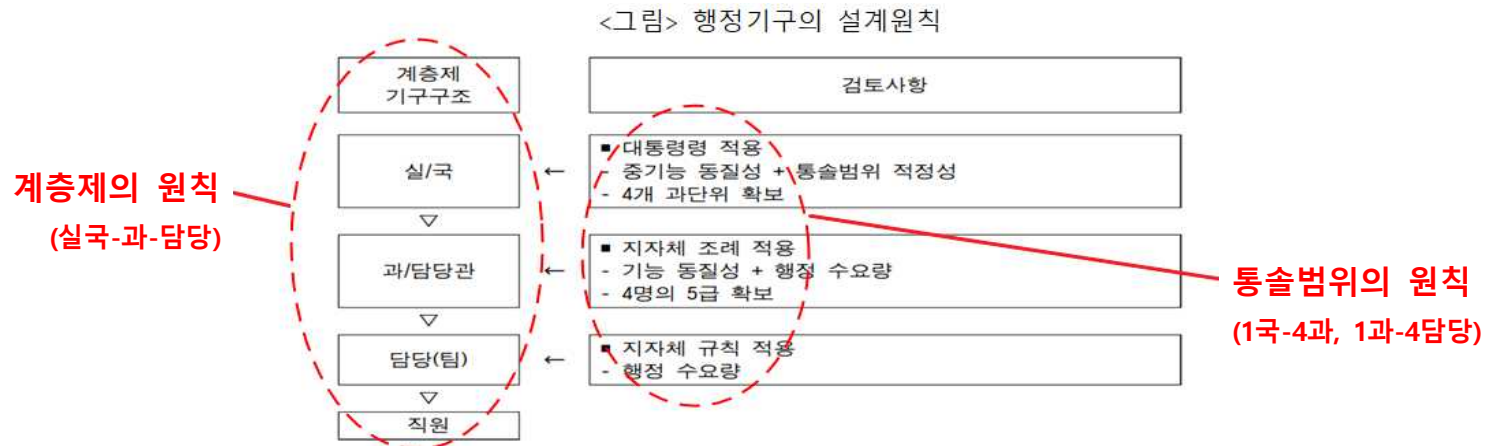 <그림> 행정기구의 설계원칙
계층제
기구구조
검토사항
실/국
←
■ 대통령령 적용
- 중기능 동질성 + 통솔범위 적정성
- 4개 과단위 확보
계층제의 원칙
(실국-과-담당)
▽
과/담당관
←
■ 지자체 조례 적용
- 기능 동질성 + 행정 수요량
- 4명의 5급 확보
통솔범위의 원칙
(1국-4과, 1과-4담당)
▽
담당(팀)
←
■ 지자체 규칙 적용
- 행정 수요량
▽
직원